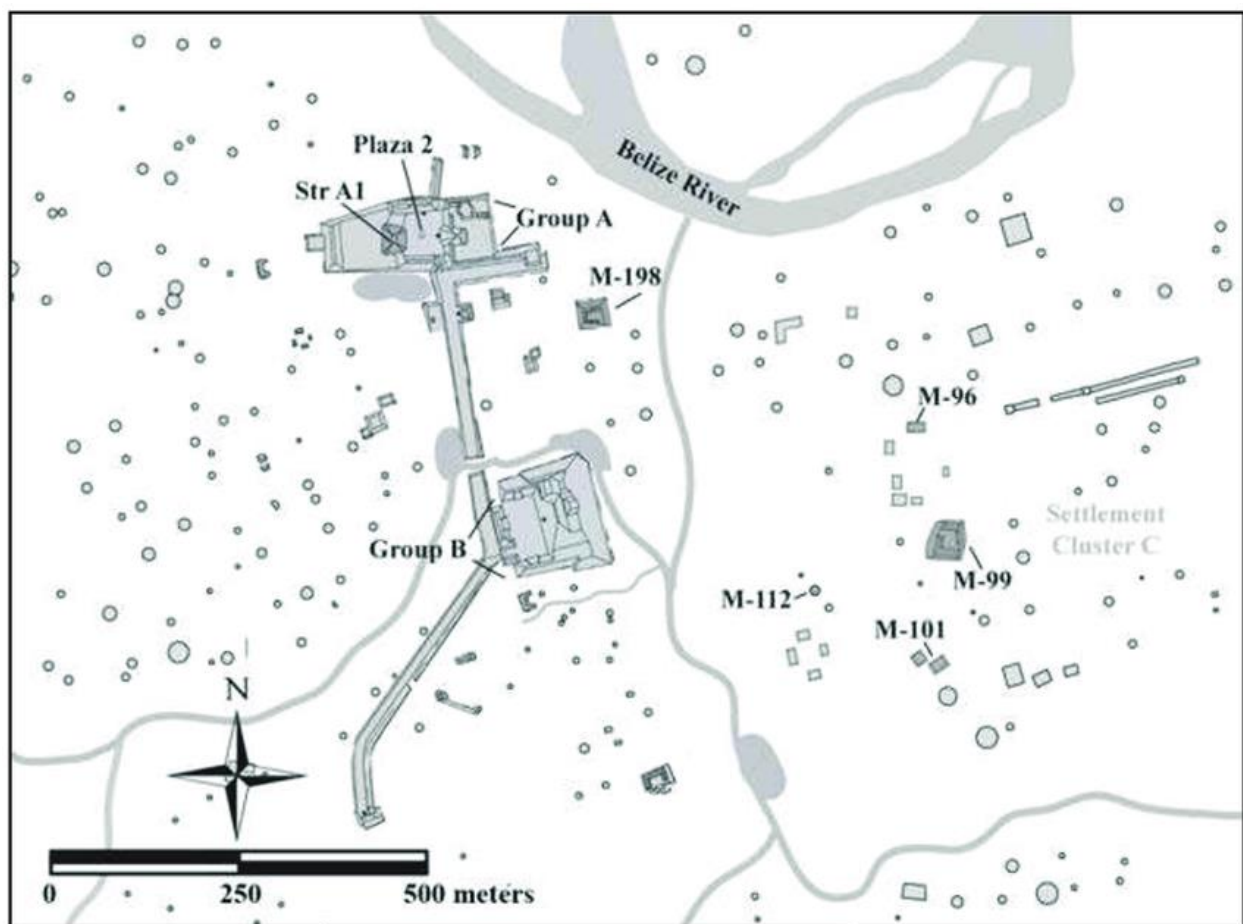 Plaza 2
Str A1
Group A
Belize River
M-198
M-96
Settlement
Cluster C
Group B
M-99
M-112
M-101
N
0 250 500 meters